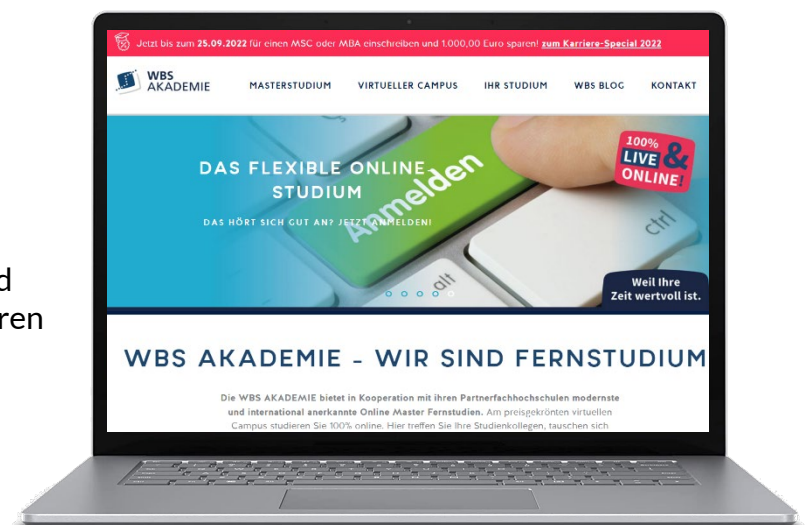 Jetzt bis zum 25.09.2022 für einen MSC oder MBA einschreiben und 1.000,00 Euro sparen! zum Karriere-Special 2022
WBS
AKADEMIE
MASTERSTUDIUM VIRTUELLER CAMPUS IHR STUDIUM WBS BLOG KONTAKT
DAS FLEXIBLE ONLINE-
STUDIUM
DAS HÖRT SICH GUT AN? JETZT ANMELDEN!
Anmelden
alt
ctrl
100%
LIVE &
ONLINE!
Weil Ihre
Zeit wertvoll ist.
d
ren
WBS AKADEMIE – WIR SIND FERNSTUDIUM
Die WBS AKADEMIE bietet in Kooperation mit ihren Partnerfachhochschulen modernste
und international anerkannte Online Master Fernstudien. Am preisgekrönten virtuellen
Campus studieren Sie 100% online. Hier treffen Sie Ihre Studienkollegen, tauschen sich